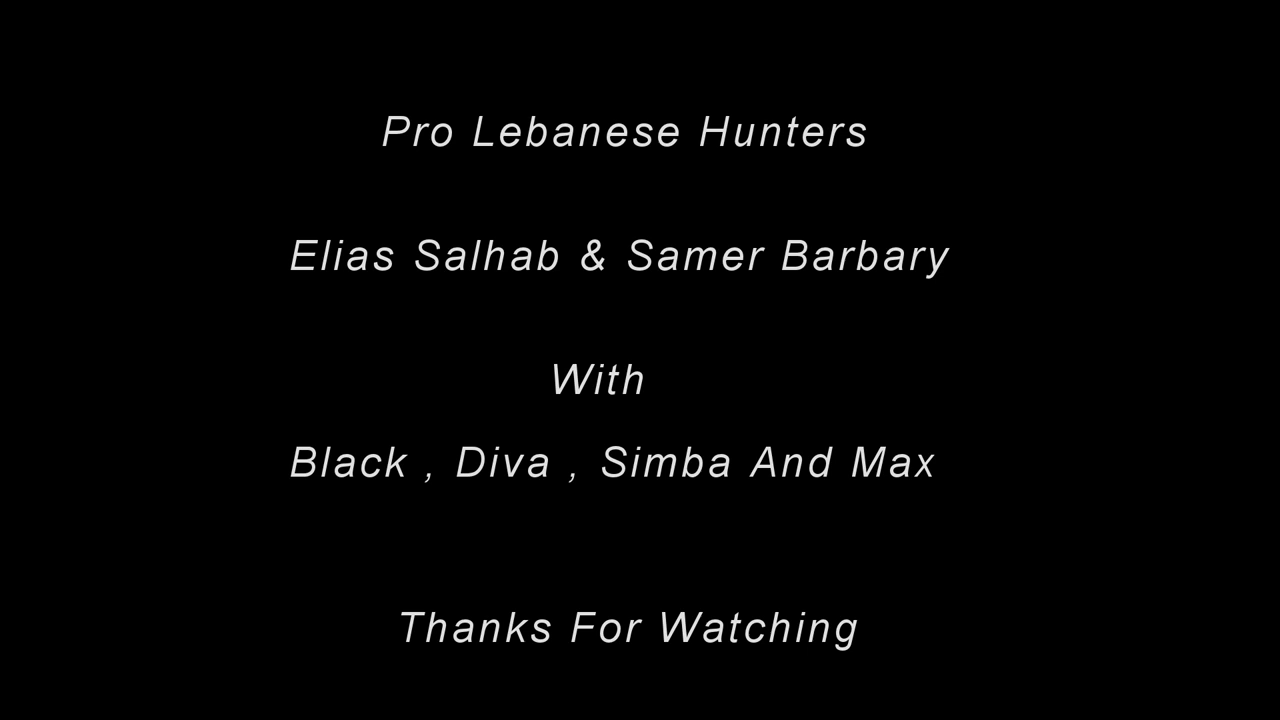 Pro Lebanese Hunters
Elias Salhab & Samer Barbary
With
Black , Diva , Simba And Max
Thanks For Watching